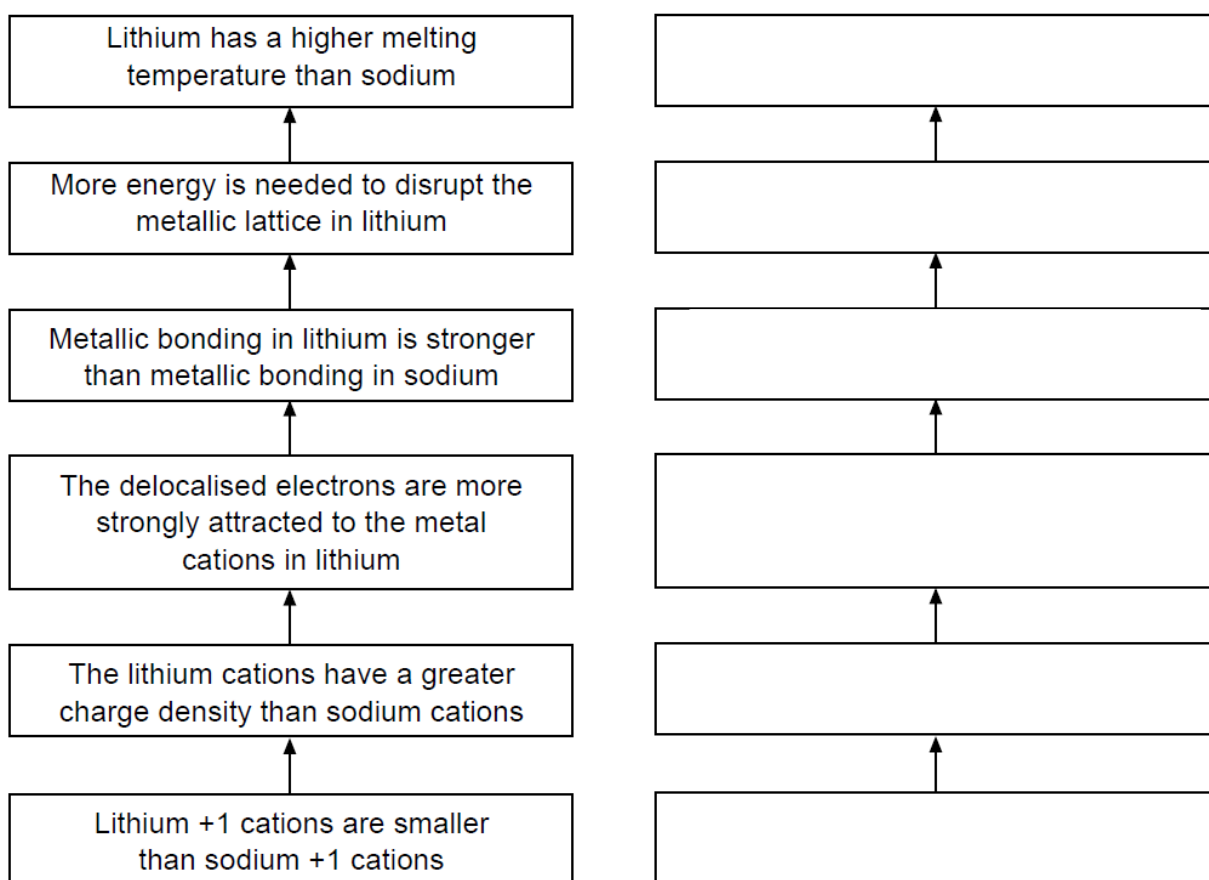 Lithium has a higher melting
temperature than sodium
More energy is needed to disrupt the
metallic lattice in lithium
Metallic bonding in lithium is stronger
than metallic bonding in sodium
The delocalised electrons are more
strongly attracted to the metal
cations in lithium
The lithium cations have a greater
charge density than sodium cations
Lithium +1 cations are smaller
than sodium +1 cations